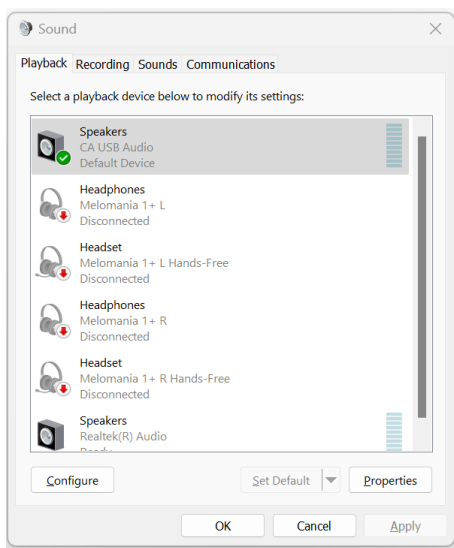 Sound
Playback Recording Sounds Communications
Select a playback device below to modify its settings:
Speakers
CA USB Audio
Default Device
Headphones
Melomania 1+ L
Disconnected
Headset
Melomania 1+ L Hands-Free
Disconnected
Headphones
Melomania 1+ R
Disconnected
Headset
Melomania 1+ R Hands-Free
Disconnected
Speakers
Realtek(R) Audio
Ready
Configure Set Default Properties
OK Cancel Apply